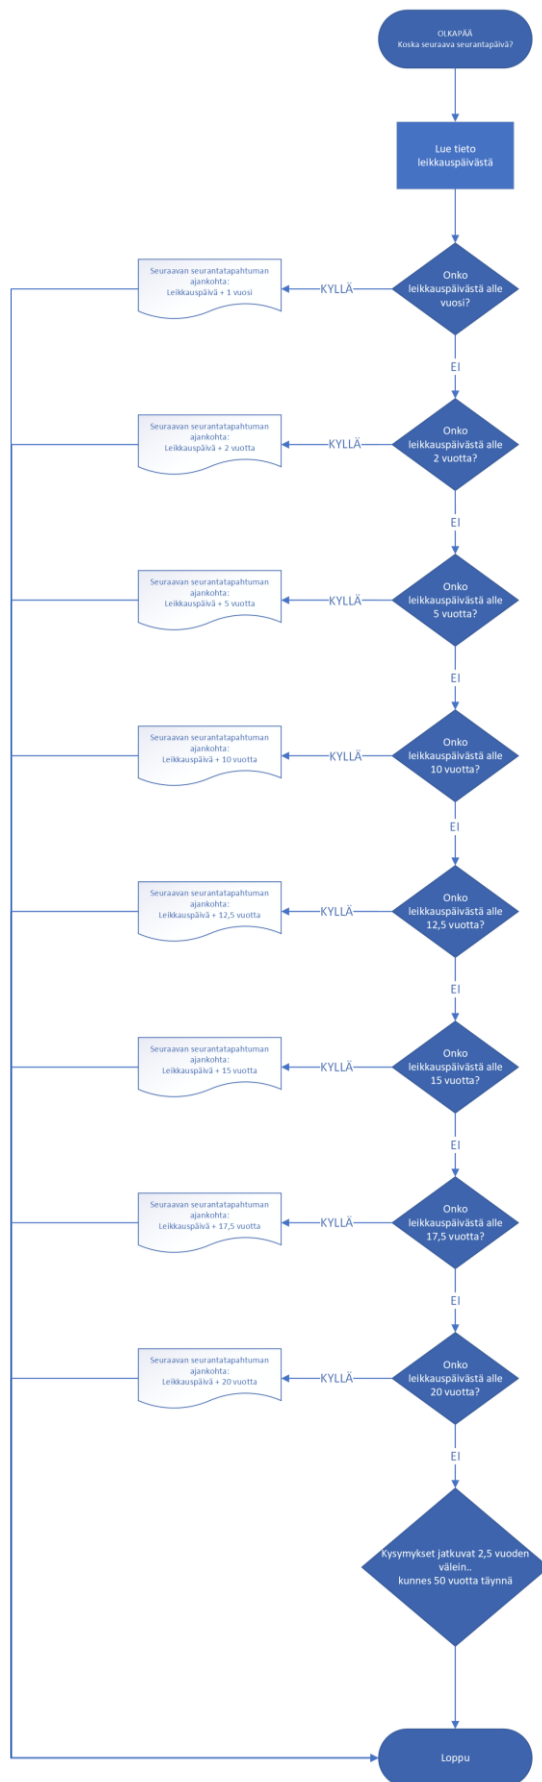 OLKAPÄÄ
Koska seuraava seurantapäivä?
Lue tieto
leikkauspäivästä
Onko
leikkauspäivästä alle
vuosi?
KYLLÄ
Seuraavan seurantatapahtuman
ajankohta:
Leikkauspäivä + 1 vuosi
EI
Onko
leikkauspäivästä alle
2 vuotta?
KYLLÄ
Seuraavan seurantatapahtuman
ajankohta:
Leikkauspäivä + 2 vuotta
EI
Onko
leikkauspäivästä alle
5 vuotta?
KYLLÄ
Seuraavan seurantatapahtuman
ajankohta:
Leikkauspäivä + 5 vuotta
EI
Onko
leikkauspäivästä alle
10 vuotta?
KYLLÄ
Seuraavan seurantatapahtuman
ajankohta:
Leikkauspäivä + 10 vuotta
EI
Onko
leikkauspäivästä alle
12,5 vuotta?
KYLLÄ
Seuraavan seurantatapahtuman
ajankohta:
Leikkauspäivä + 12,5 vuotta
EI
Onko
leikkauspäivästä alle
15 vuotta?
KYLLÄ
Seuraavan seurantatapahtuman
ajankohta:
Leikkauspäivä + 15 vuotta
EI
Onko
leikkauspäivästä alle
17,5 vuotta?
KYLLÄ
Seuraavan seurantatapahtuman
ajankohta:
Leikkauspäivä + 17,5 vuotta
EI
Onko
leikkauspäivästä alle
20 vuotta?
KYLLÄ
Seuraavan seurantatapahtuman
ajankohta:
Leikkauspäivä + 20 vuotta
EI
Kysymykset jatkuvat 2,5 vuoden
välein..
kunnes 50 vuotta täynnä
Loppu